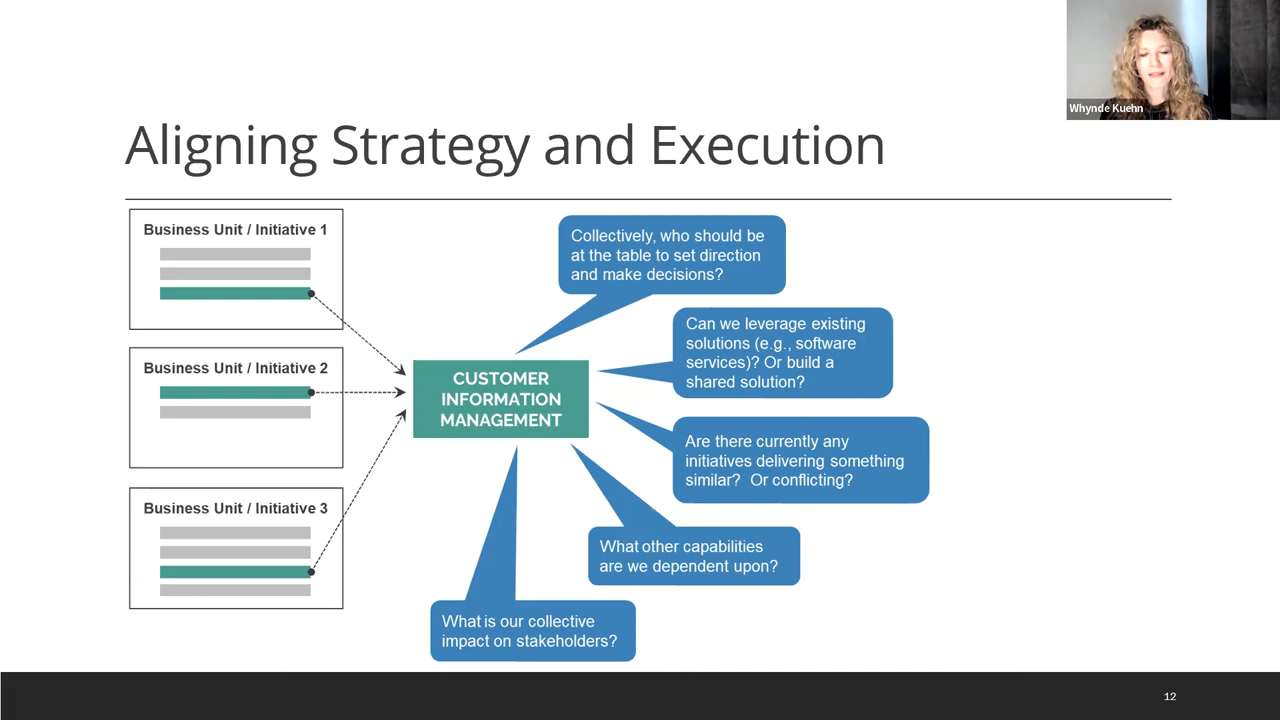 Whynde Kuehn
Aligning Strategy and Execution
Business Unit / Initiative 1
Business Unit / Initiative 2
Business Unit / Initiative 3
CUSTOMER
INFORMATION
MANAGEMENT
Collectively, who should be
at the table to set direction
and make decisions?
Can we leverage existing
solutions (e.g., software
services)? Or build a
shared solution?
Are there currently any
initiatives delivering something
similar?  Or conflicting?
What other capabilities
are we dependent upon?
What is our collective
impact on stakeholders?
12